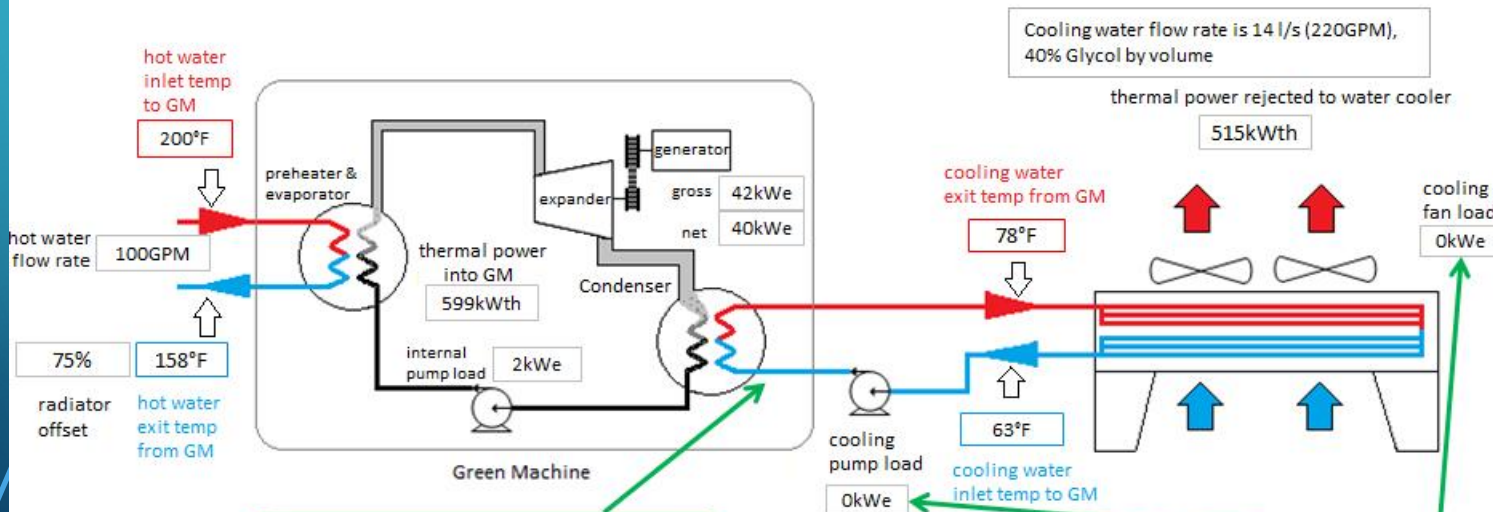 Cooling water flow rate is 14 l/s (220GPM),
40% Glycol by volume
thermal power rejected to water cooler
515kWth
hot water
inlet temp
to GM
200°F
preheater &
evaporator
generator
expander
gross
42kWe
net
40kWe
cooling water
exit temp from GM
78°F
cooling
fan load
0kWe
hot water
flow rate
100GPM
thermal power
into GM
599kWth
Condenser
75%
158°F
radiator
offset
hot water
exit temp
from GM
internal
pump load
2kWe
Green Machine
cooling
pump load
0kWe
63°F
cooling water
inlet temp to GM